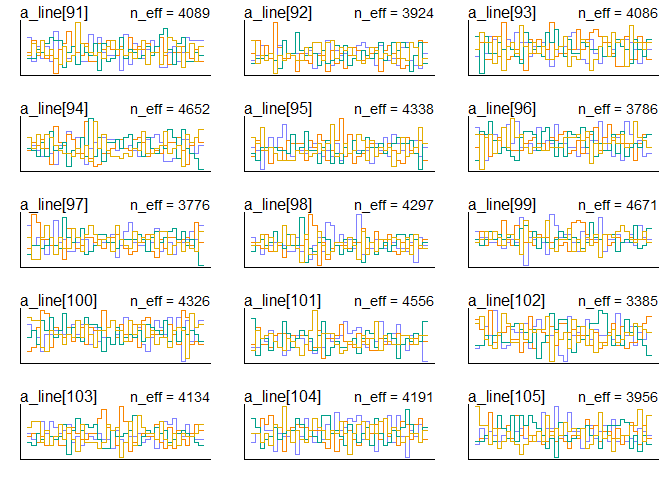 a_line[91] n_eff = 4089 a_line[92] n_eff = 3924 a_line[93] n_eff = 4086
a_line[94] n_eff = 4652 a_line[95] n_eff = 4338 a_line[96] n_eff = 3786
a_line[97] n_eff = 3776 a_line[98] n_eff = 4297 a_line[99] n_eff = 4671
a_line[100] n_eff = 4326 a_line[101] n_eff = 4556 a_line[102] n_eff = 3385
a_line[103] n_eff = 4134 a_line[104] n_eff = 4191 a_line[105] n_eff = 3956